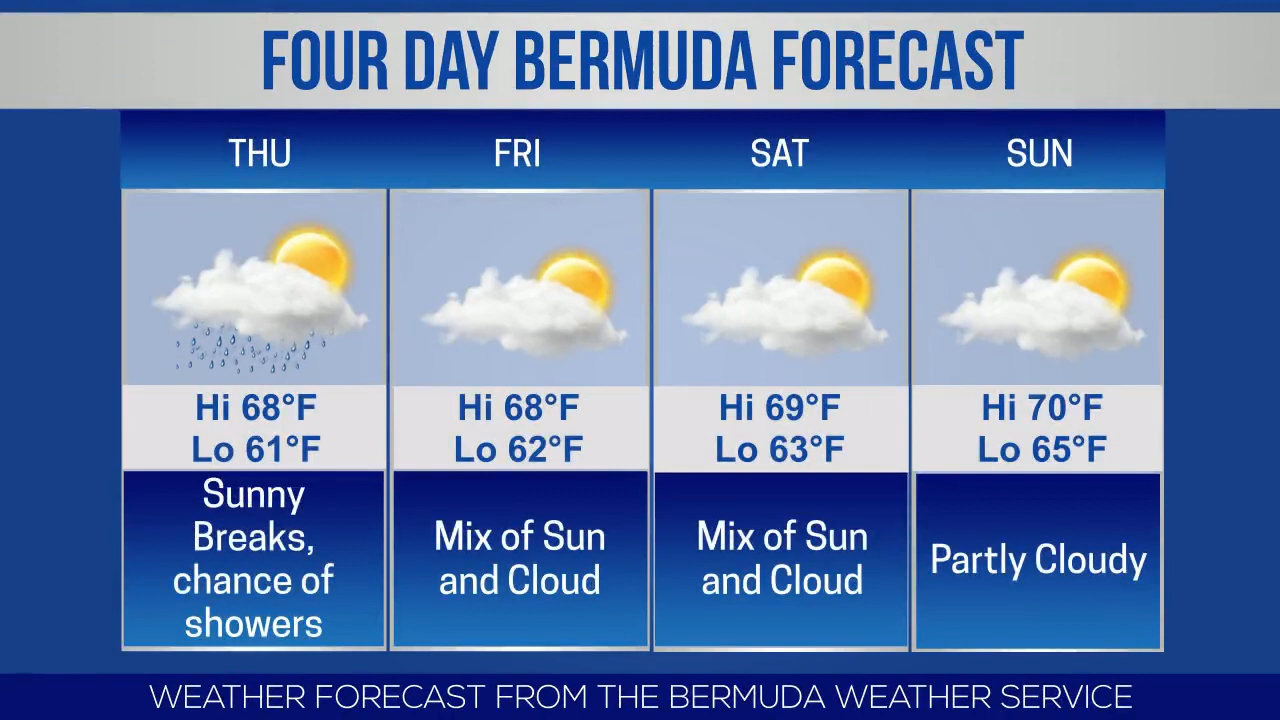 FOUR DAY BERMUDA FORECAST
THU FRI SAT SUN
Hi 68°F
Lo 61°F
Sunny
Breaks,
chance of
showers
Hi 68°F
Lo 62°F
Mix of Sun
and Cloud
Hi 69°F
Lo 63°F
Mix of Sun
and Cloud
Hi 70°F
Lo 65°F
Partly Cloudy
WEATHER FORECAST FROM THE BERMUDA WEATHER SERVICE